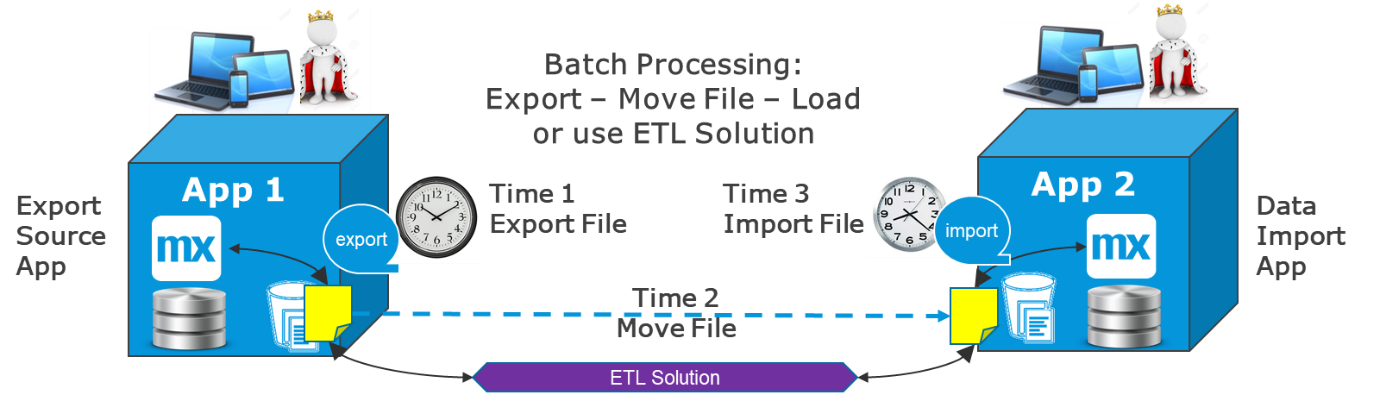 Batch Processing:
Export – Move File – Load
or use ETL Solution
App 1
App 2
Export
Source
App
mx
export
Time 1
Export File
Time 3
Import File
import
mx
Data
Import
App
Time 2
Move File
ETL Solution